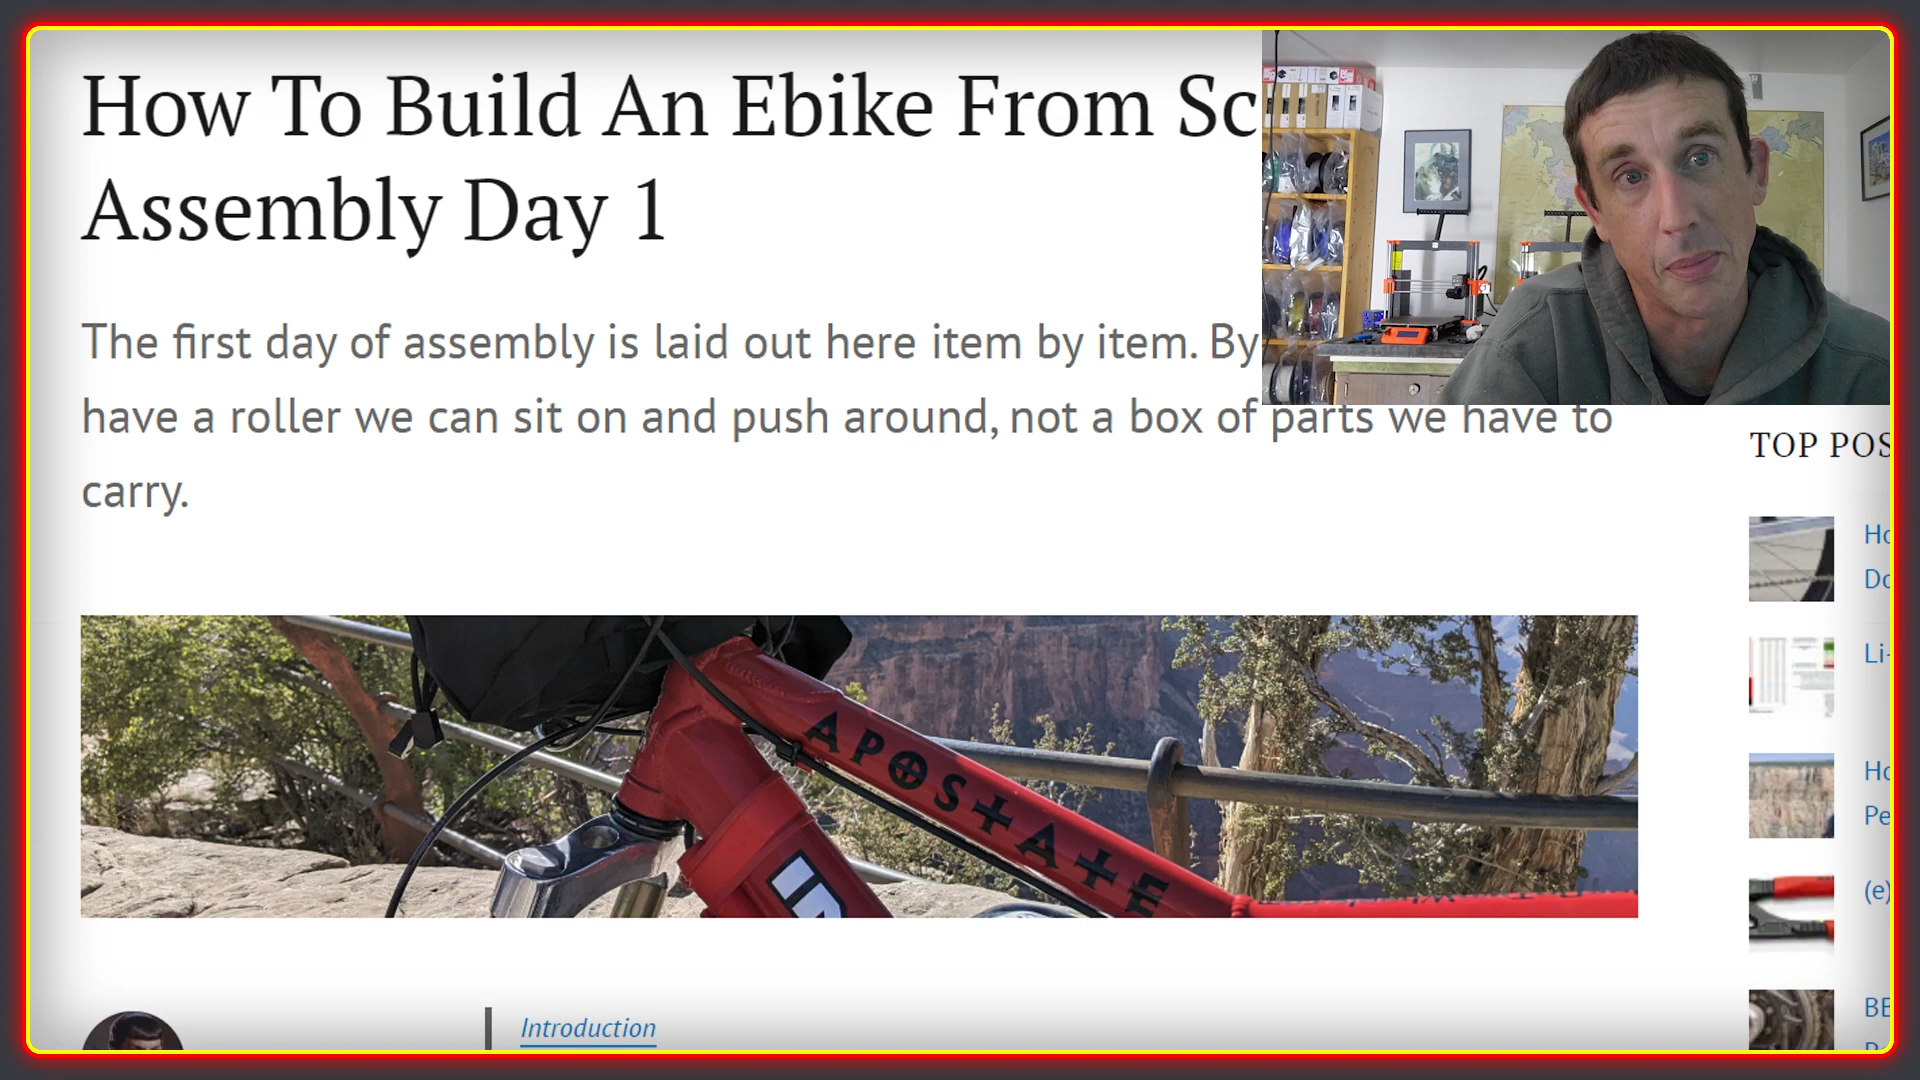 How To Build An Ebike From Sc
Assembly Day 1
The first day of assembly is laid out here item by item. By
have a roller we can sit on and push around, not a box of parts we have to
carry.
TOP POS
Ho
Do
Li-
Ho
Pe
(e)
BE
APOSTATE
Introduction